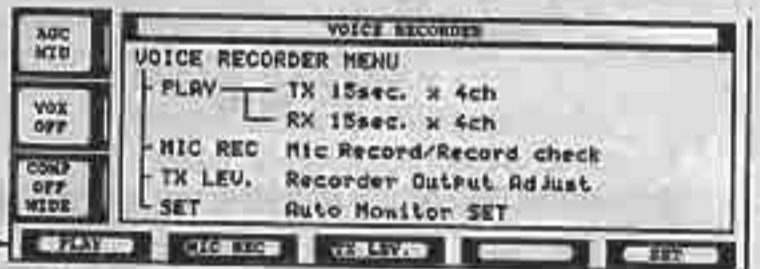 AGC
MID
VOX
OFF
COMP
OFF
WIDE
VOICE RECORDER
VOICE RECORDER MENU
PLAY TX 15sec. x 4ch
RX 15sec. x 4ch
MIC REC Mic Record/Record check
TX LEV. Recorder Output Adjust
SET Auto Monitor SET
PLAY MIC REC TX LEV. SET